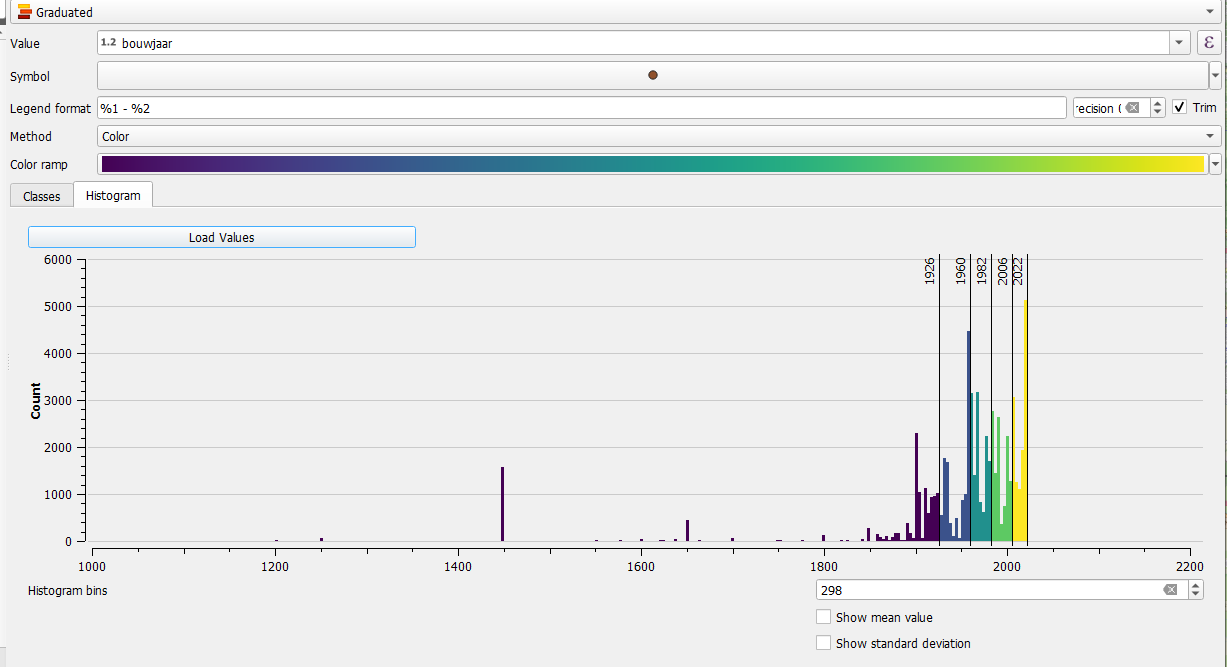 Graduated
Value 1.2 bouwjaar ε
Symbol
Legend format %1 - %2 Trim
Method Color
Color ramp
Classes Histogram
Load Values
6000
5000
4000
3000
2000
1000
0
Count
1926 1960 1982 2006 2022
1000 1200 1400 1600 1800 2000 2200
Histogram bins 298
Show mean value
Show standard deviation